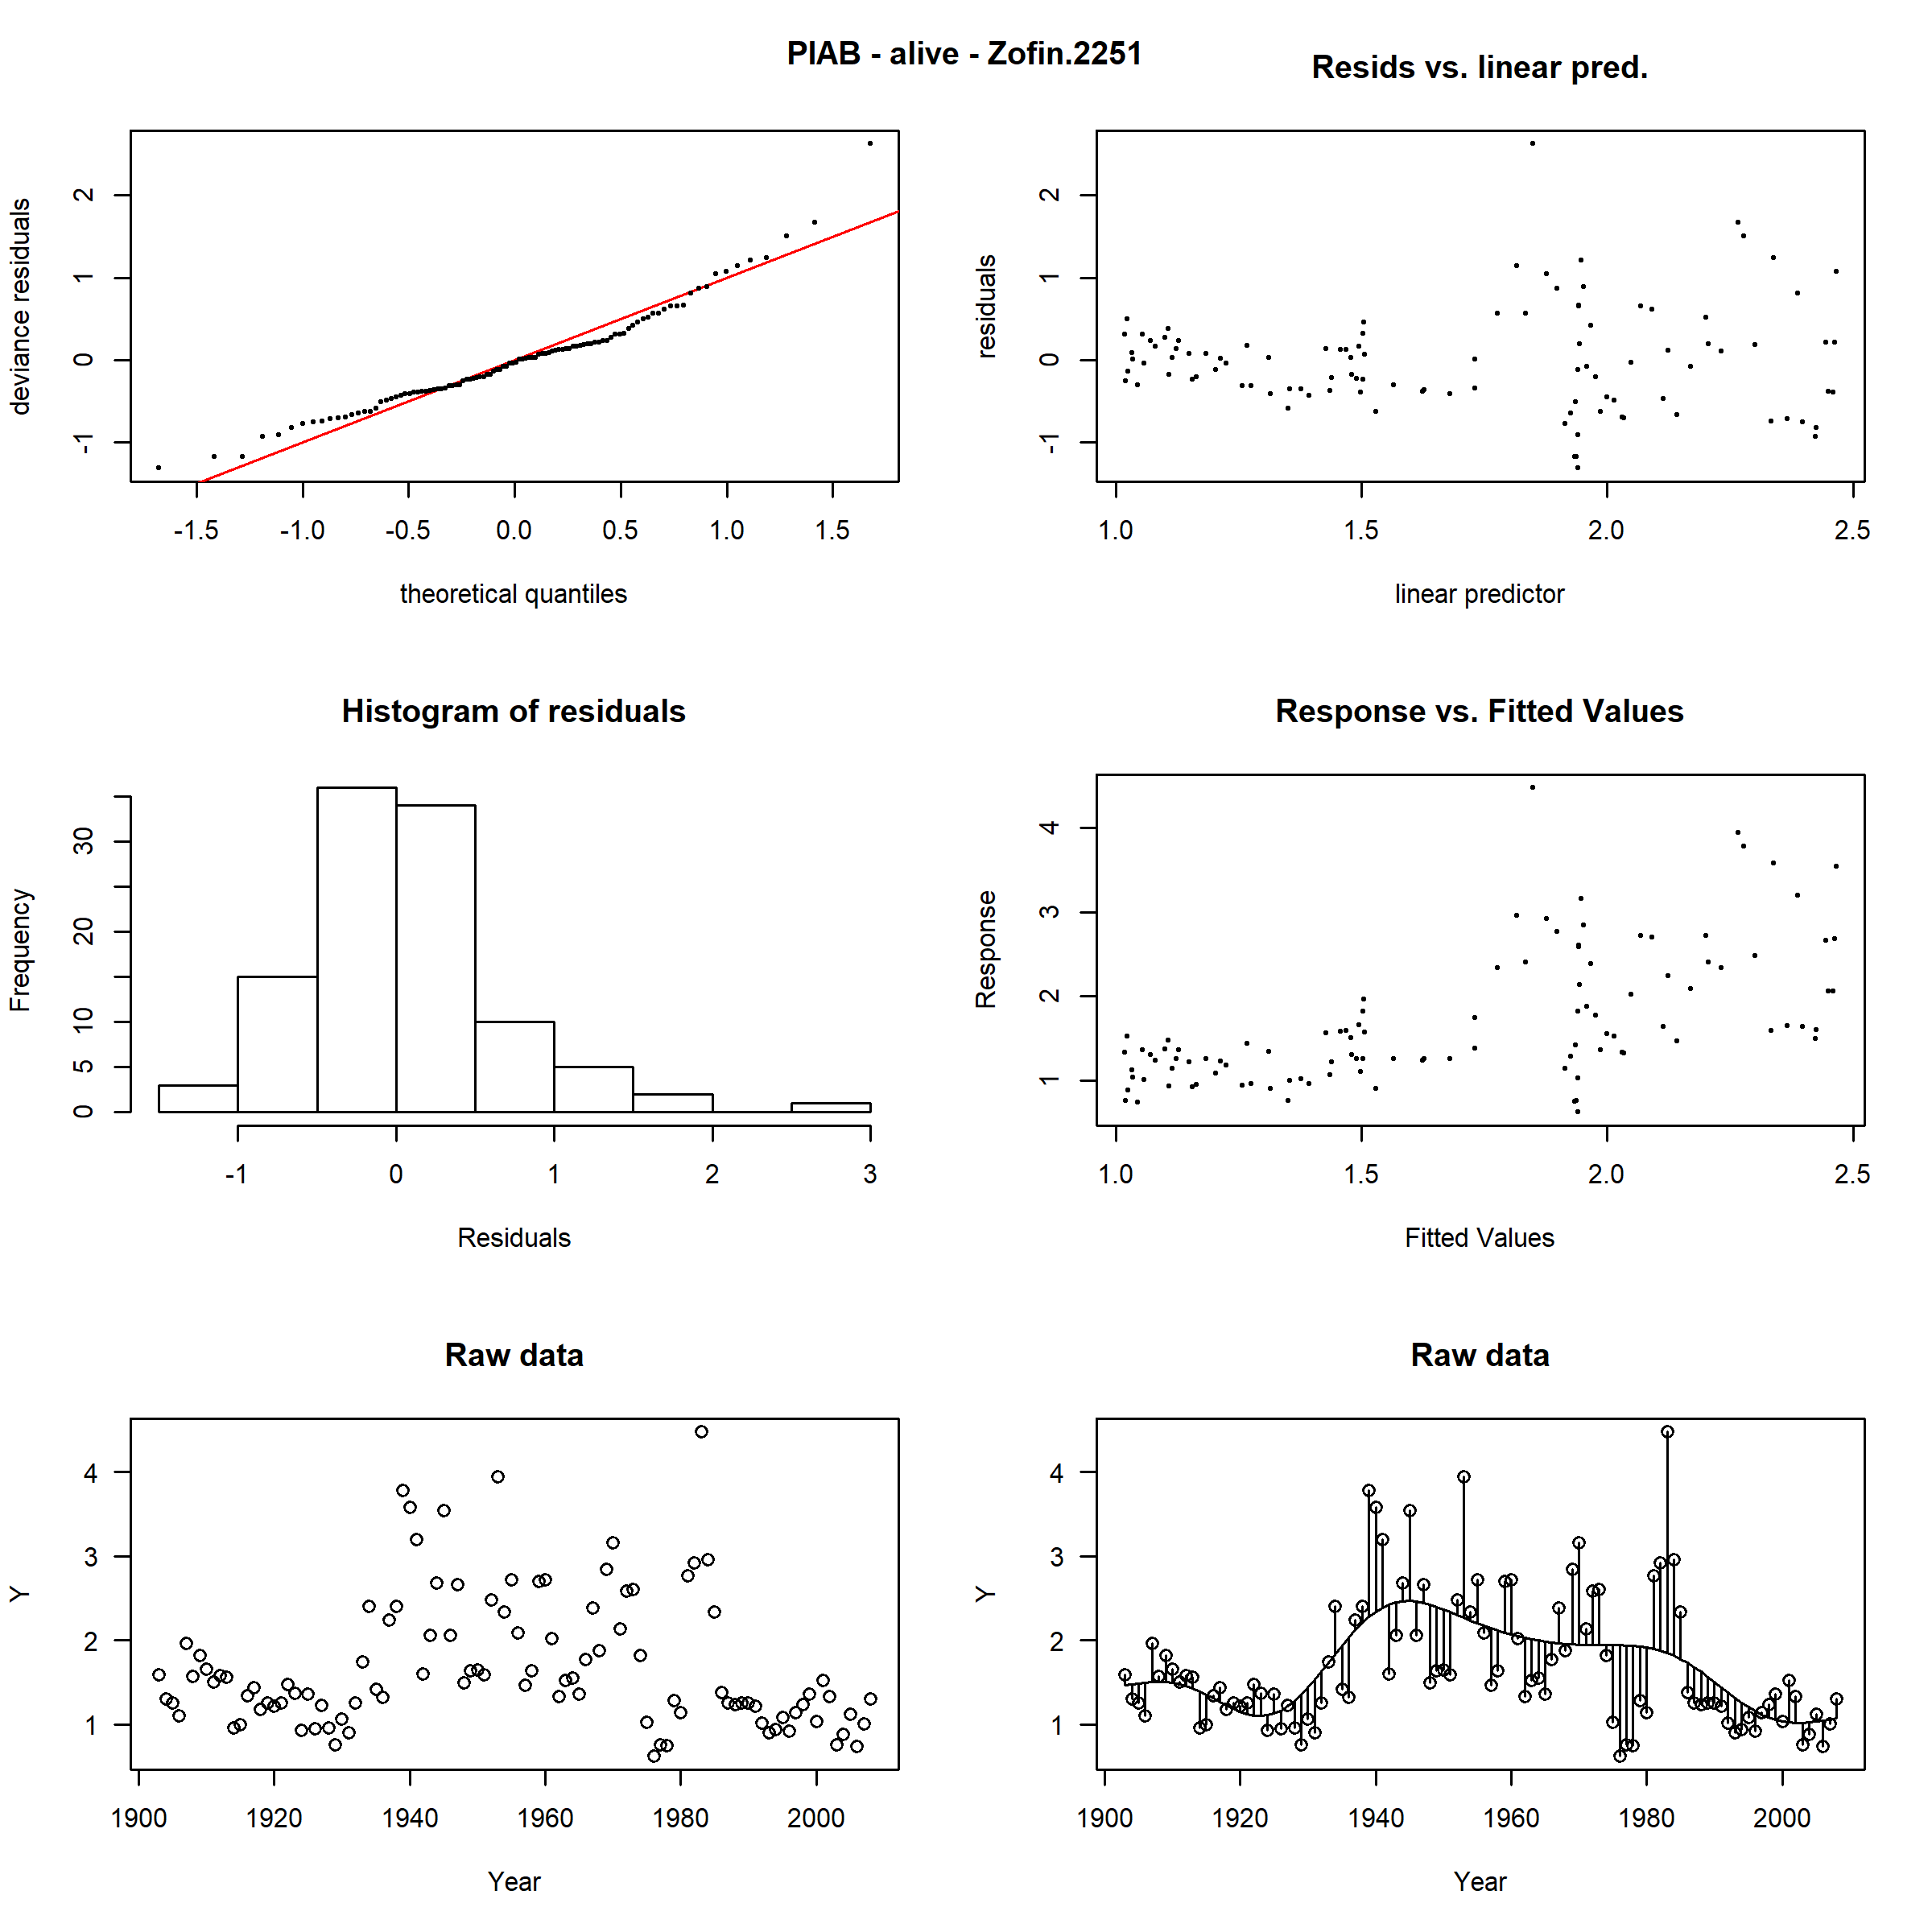 PIAB - alive - Zofin.2251
Resids vs. linear pred.
deviance residuals
-1 0 1 2
-1.5 -1.0 -0.5 0.0 0.5 1.0 1.5
theoretical quantiles
residuals
-1 0 1 2
1.0 1.5 2.0 2.5
linear predictor
Histogram of residuals
Frequency
0 5 10 20 30
-1 0 1 2 3
Residuals
Response vs. Fitted Values
Response
1 2 3 4
1.0 1.5 2.0 2.5
Fitted Values
Raw data
Y
4
3
2
1
1900 1920 1940 1960 1980 2000
Year
Raw data
Y
4
3
2
1
1900 1920 1940 1960 1980 2000
Year